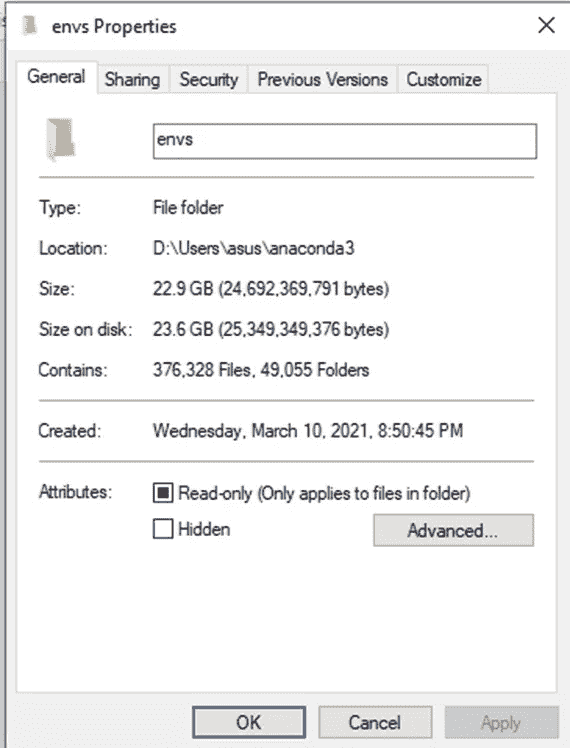 envs Properties
General Sharing Security Previous Versions Customize
envs
Type: File folder
Location: D:\Users\asus\anaconda3
Size: 22.9 GB (24,692,369,791 bytes)
Size on disk: 23.6 GB (25,349,349,376 bytes)
Contains: 376,328 Files, 49,055 Folders
Created: Wednesday, March 10, 2021, 8:50:45 PM
Attributes: Read-only (Only applies to files in folder)
Hidden Advanced...
OK Cancel Apply